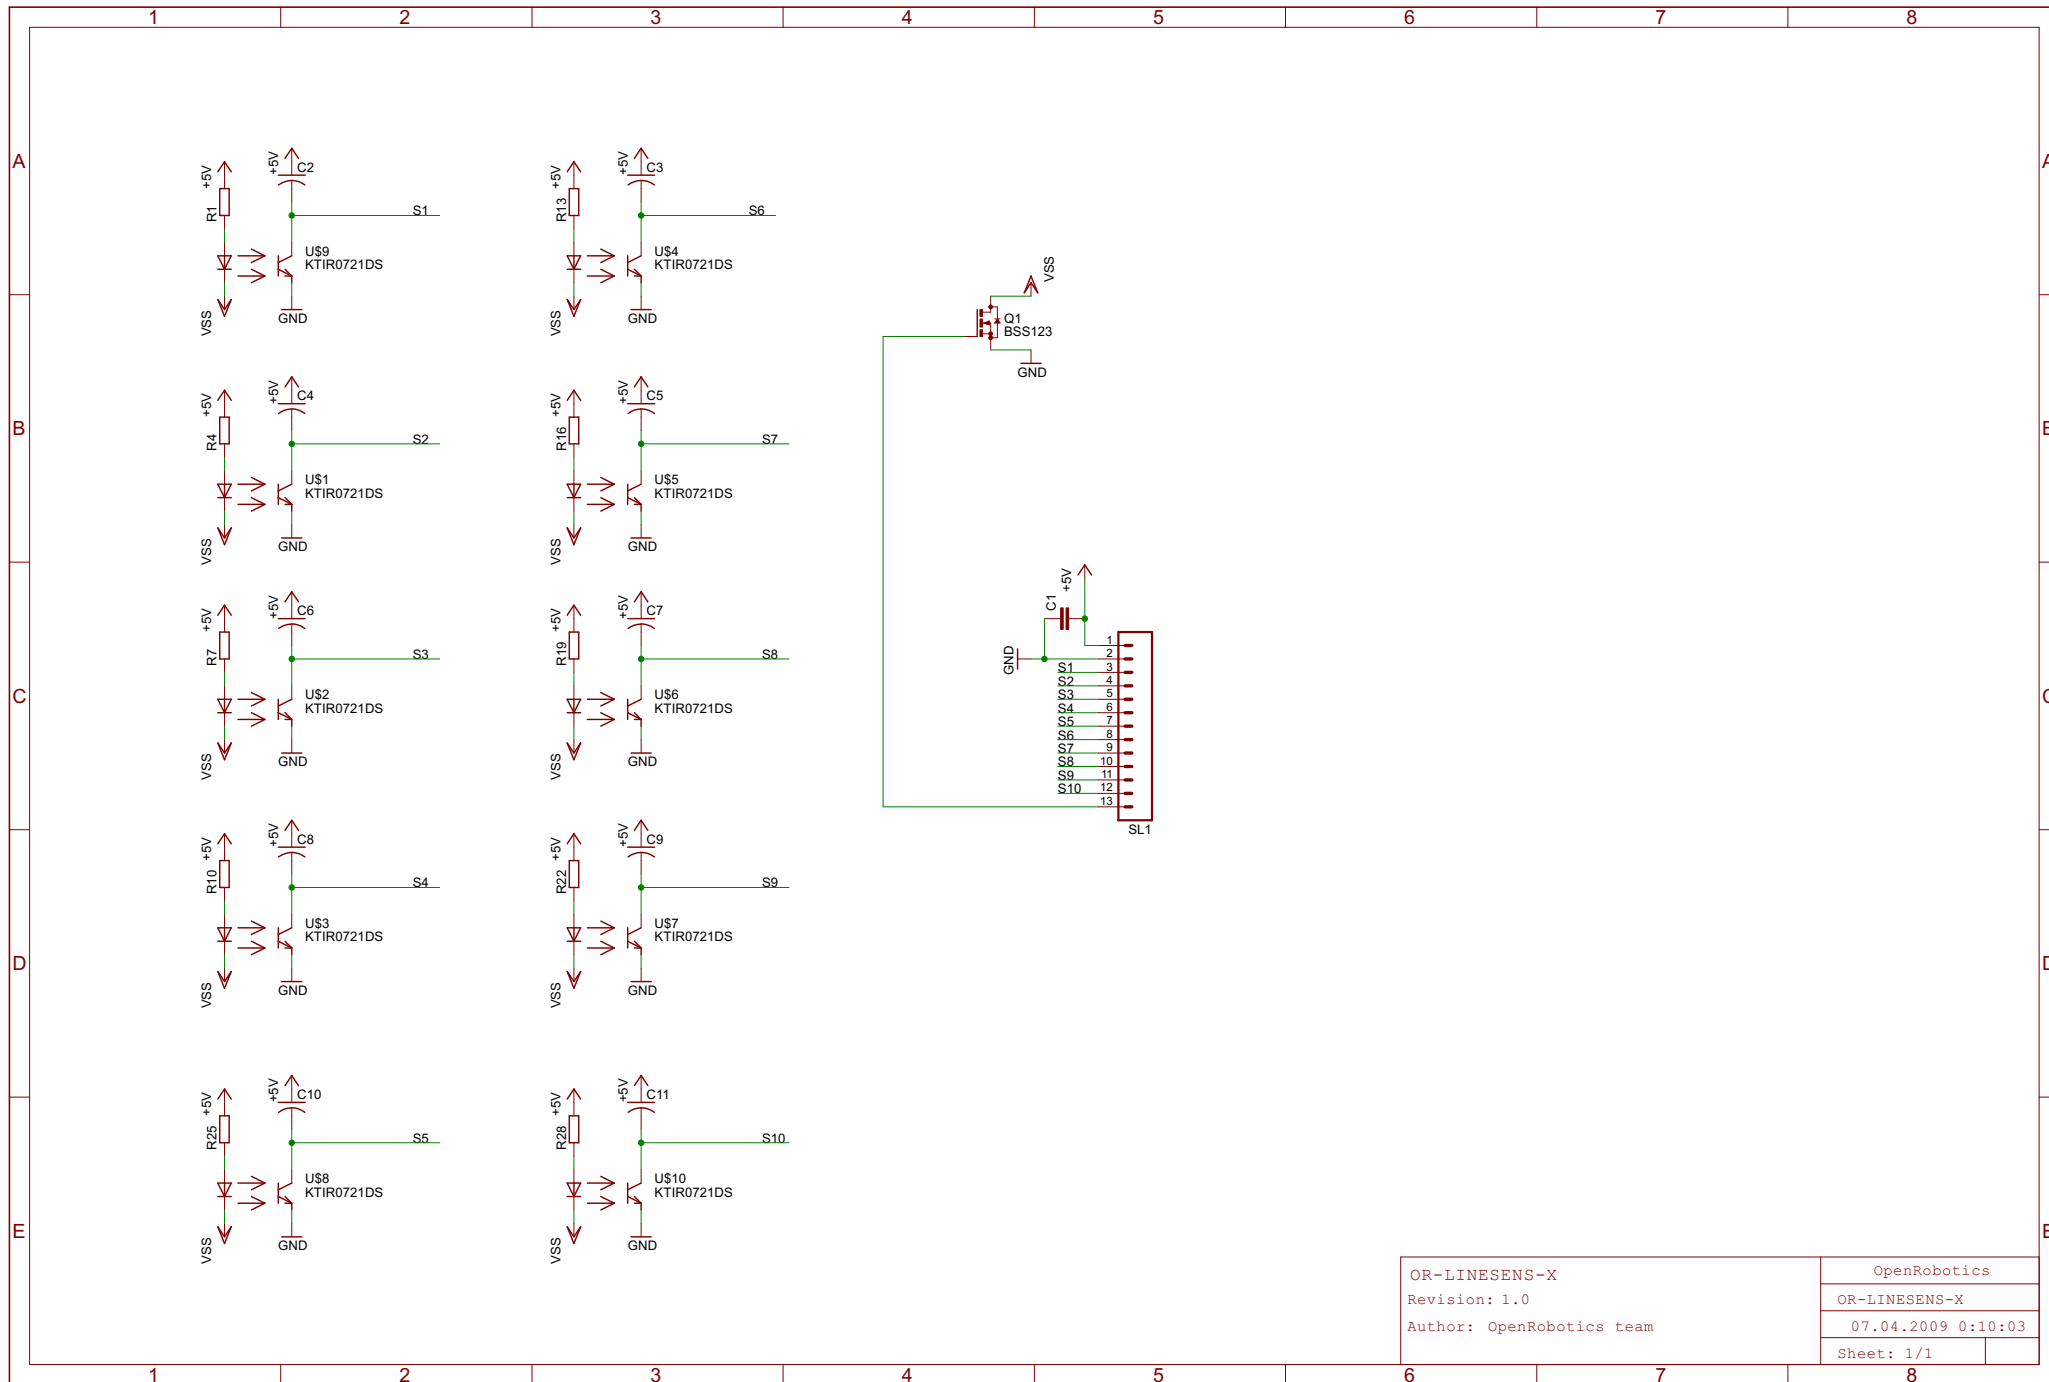 1 2 3 4 5 6 7 8
A A
+5V R1 VSS
+5V C2
S1
U$9
KTIR0721DS
GND
+5V R13 VSS
+5V C3
S6
U$4
KTIR0721DS
GND
VSS
Q1
BSS123
GND
B B
+5V R4 VSS
+5V C4
S2
U$1
KTIR0721DS
GND
+5V R16 VSS
+5V C5
S7
U$5
KTIR0721DS
GND
C C
+5V R7 VSS
+5V C6
S3
U$2
KTIR0721DS
GND
+5V R19 VSS
+5V C7
S8
U$6
KTIR0721DS
GND
+5V
C1
GND
1
2
S1 3
S2 4
S3 5
S4 6
S5 7
S6 8
S7 9
S8 10
S9 11
S10 12
13
SL1
D D
+5V R10 VSS
+5V C8
S4
U$3
KTIR0721DS
GND
+5V R22 VSS
+5V C9
S9
U$7
KTIR0721DS
GND
E E
+5V R25 VSS
+5V C10
S5
U$8
KTIR0721DS
GND
+5V R28 VSS
+5V C11
S10
U$10
KTIR0721DS
GND
OR-LINESENS-X
Revision: 1.0
Author: OpenRobotics team
OpenRobotics
OR-LINESENS-X
07.04.2009 0:10:03
Sheet: 1/1
1 2 3 4 5 6 7 8